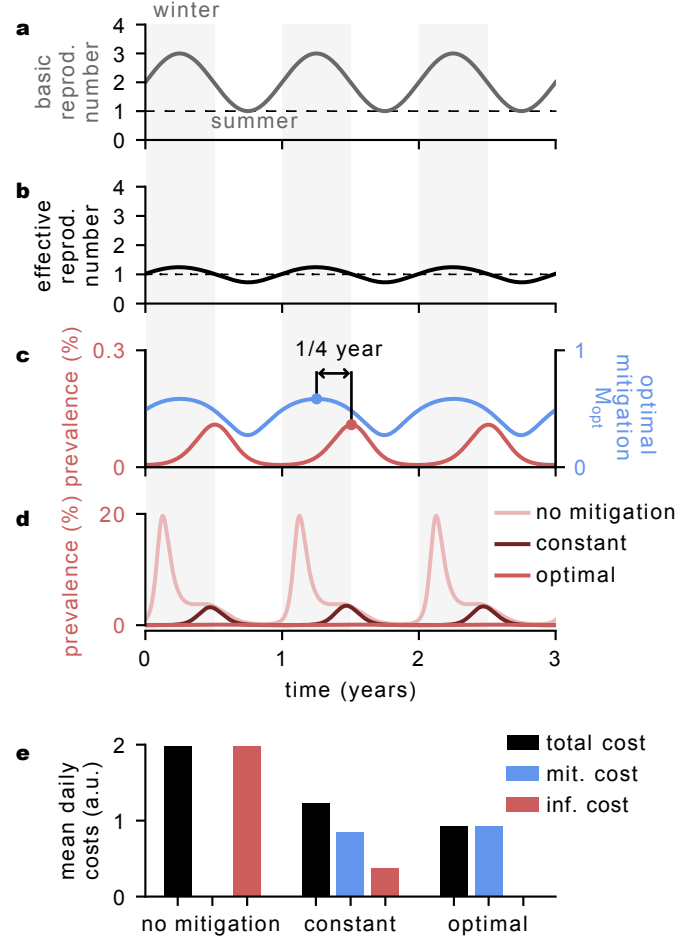 a
winter
basic
reprod.
number
4
3
2
1
0
summer
b
effective
reprod.
number
4
3
2
1
0
c
prevalence (%)
0.3
0
1/4 year
1
0
optimal
mitigation
Mopt
d
prevalence (%)
20
0
no mitigation
constant
optimal
0
1
2
3
time (years)
e
mean daily
costs (a.u.)
2
1
0
total cost
mit. cost
inf. cost
no mitigation
constant
optimal